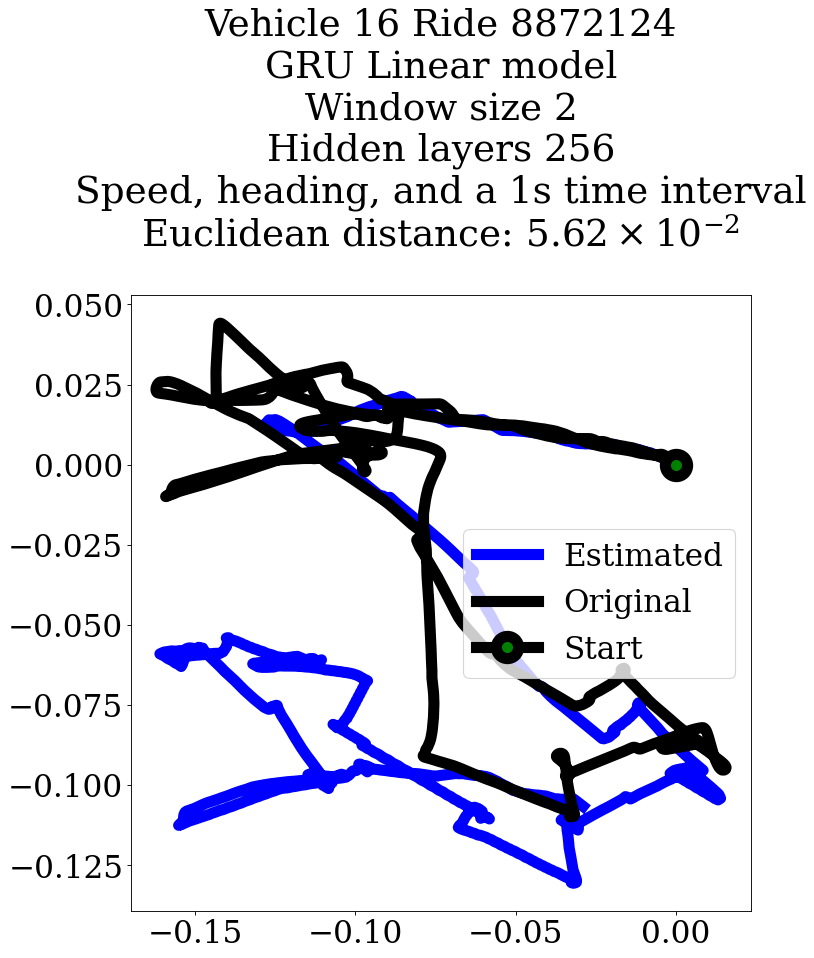 Vehicle 16 Ride 8872124
GRU Linear model
Window size 2
Hidden layers 256
Speed, heading, and a 1s time interval
Euclidean distance: 5.62 × 10⁻²
0.050
0.025
0.000
−0.025
−0.050
−0.075
−0.100
−0.125
Estimated
Original
Start
−0.15
−0.10
−0.05
0.00